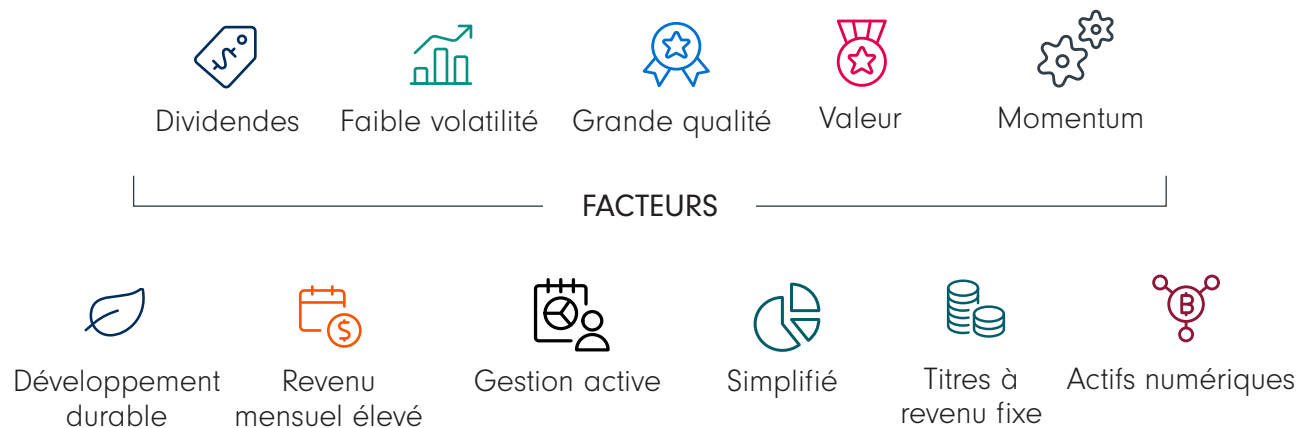 Dividendes
Faible volatilité
Grande qualité
Valeur
Momentum
FACTEURS
Développement
durable
Revenu
mensuel élevé
Gestion active
Simplifié
Titres à
revenu fixe
Actifs numériques